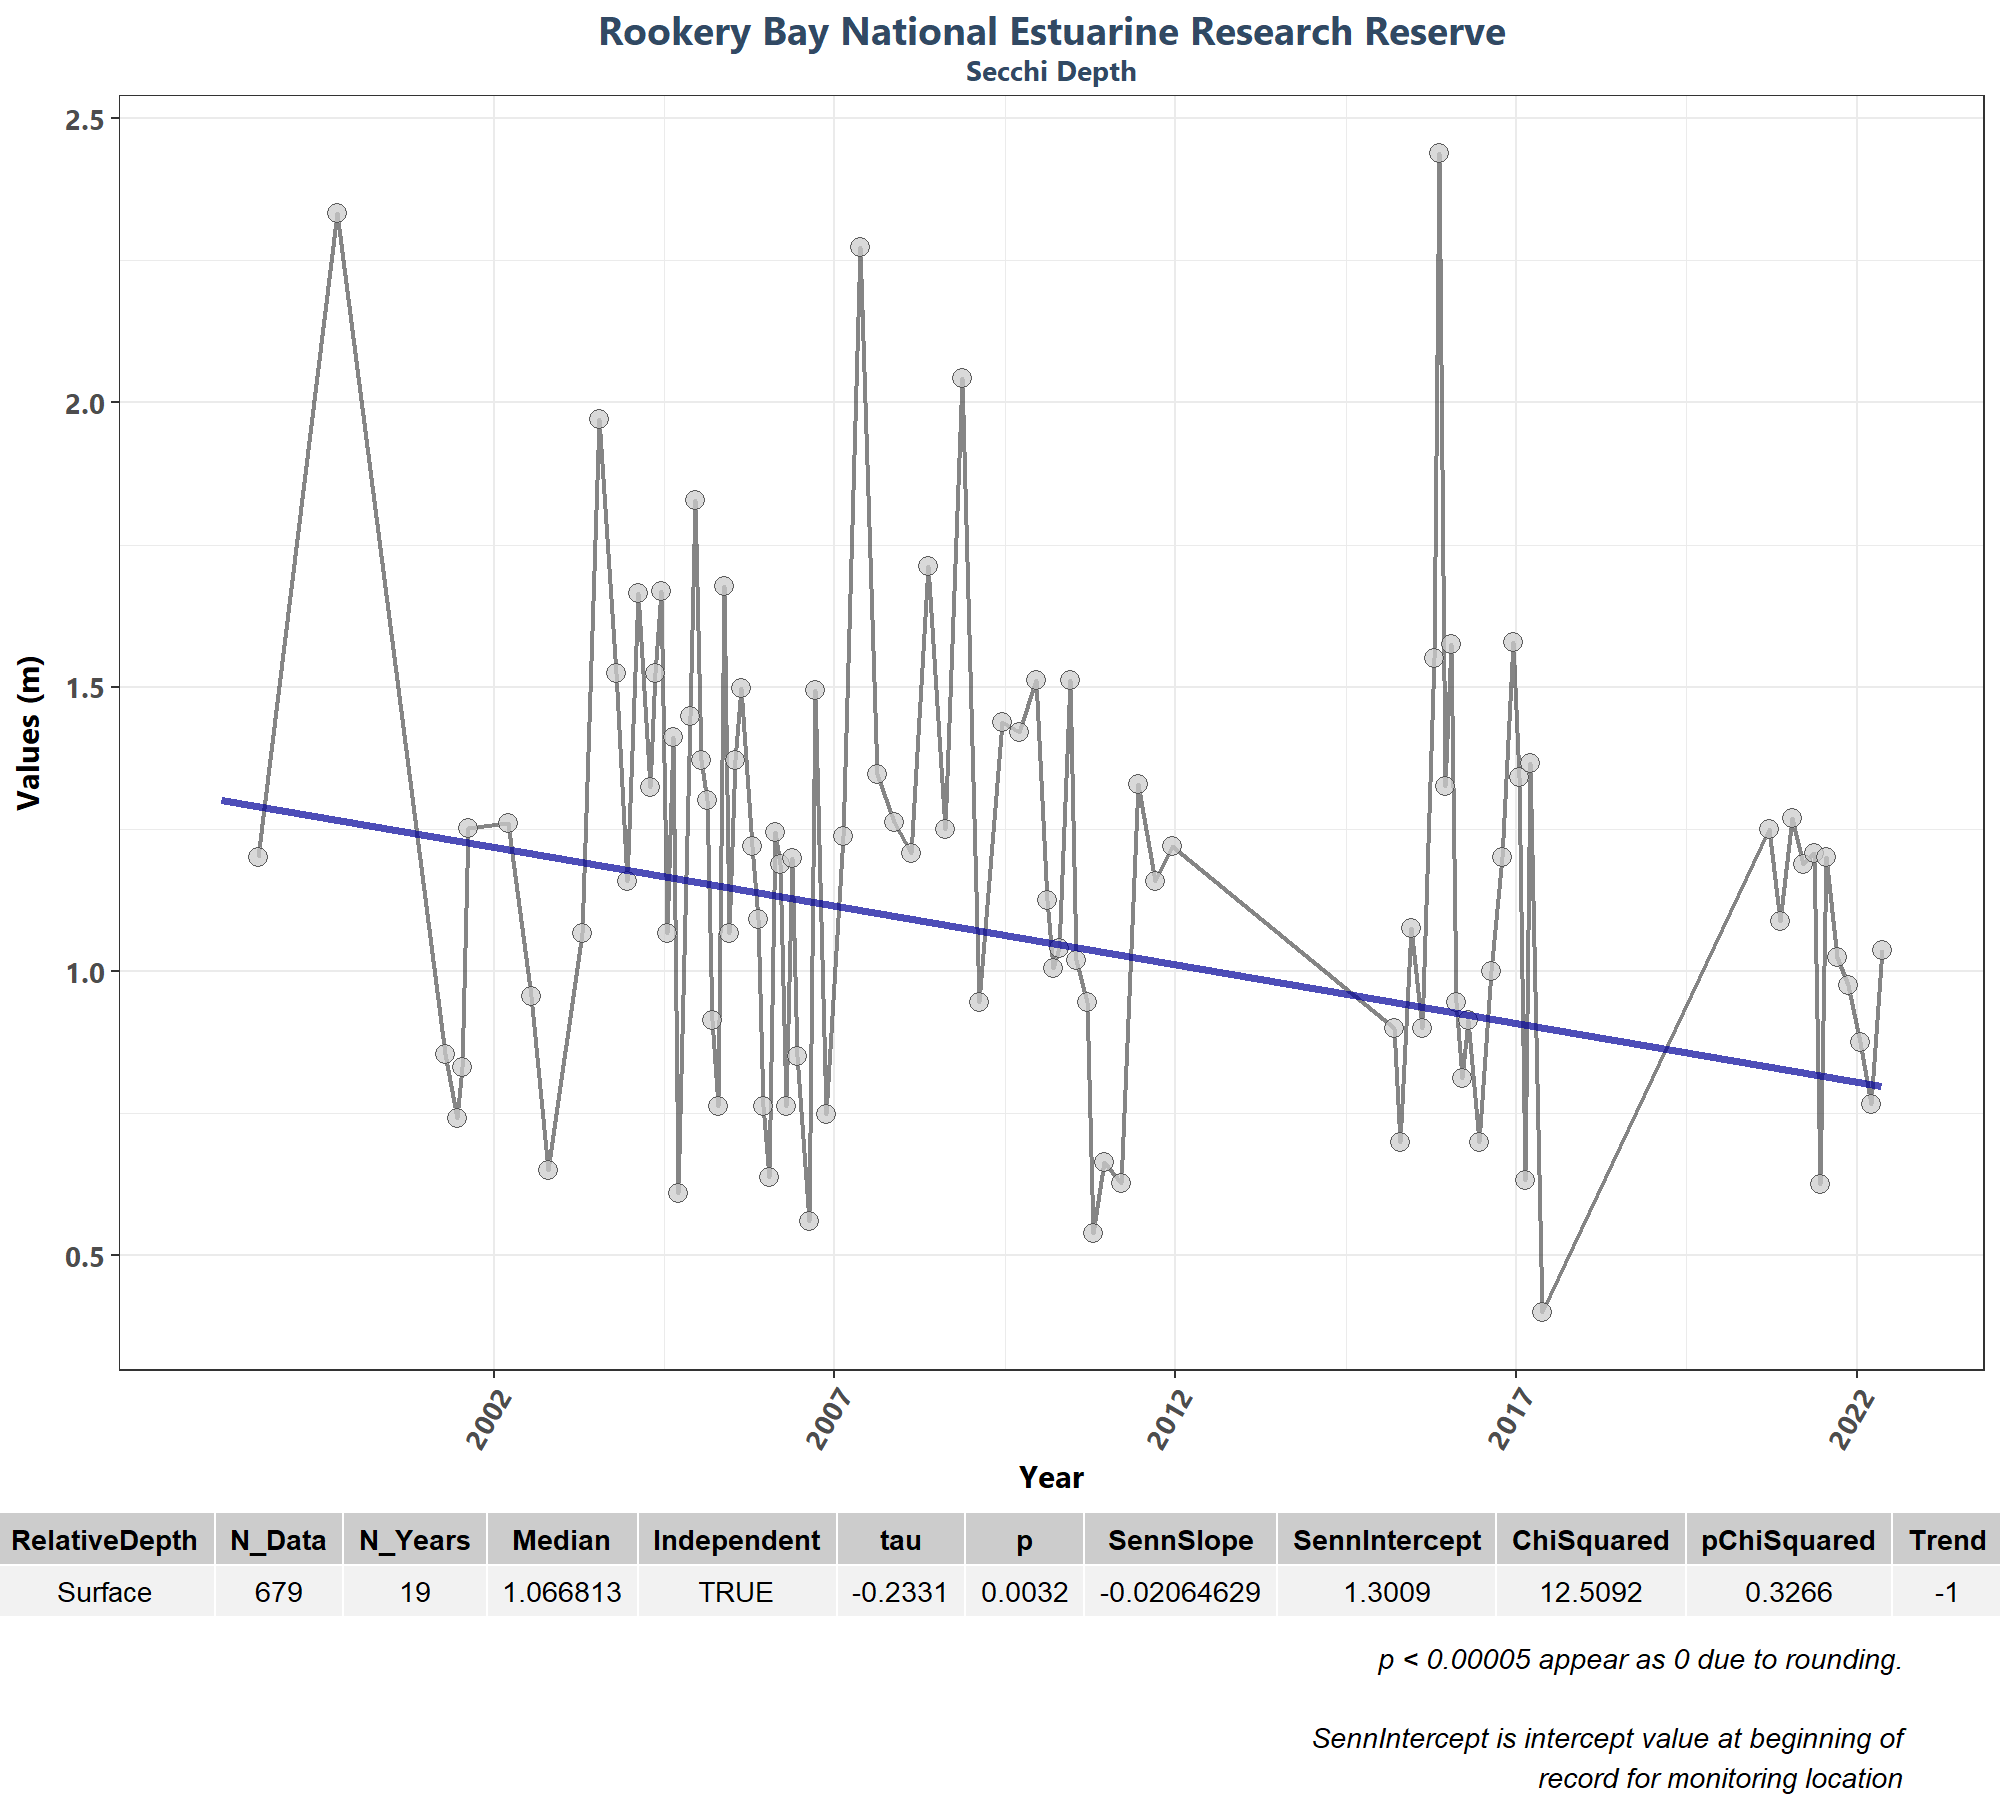 Rookery Bay National Estuarine Research Reserve
Secchi Depth
2.5
2.0
1.5
1.0
0.5
Values (m)
2002
2007
2012
2017
2022
Year
RelativeDepth N_Data N_Years Median Independent tau p SennSlope SennIntercept ChiSquared pChiSquared Trend
Surface 679 19 1.066813 TRUE -0.2331 0.0032 -0.02064629 1.3009 12.5092 0.3266 -1
p < 0.00005 appear as 0 due to rounding.
SennIntercept is intercept value at beginning of
record for monitoring location